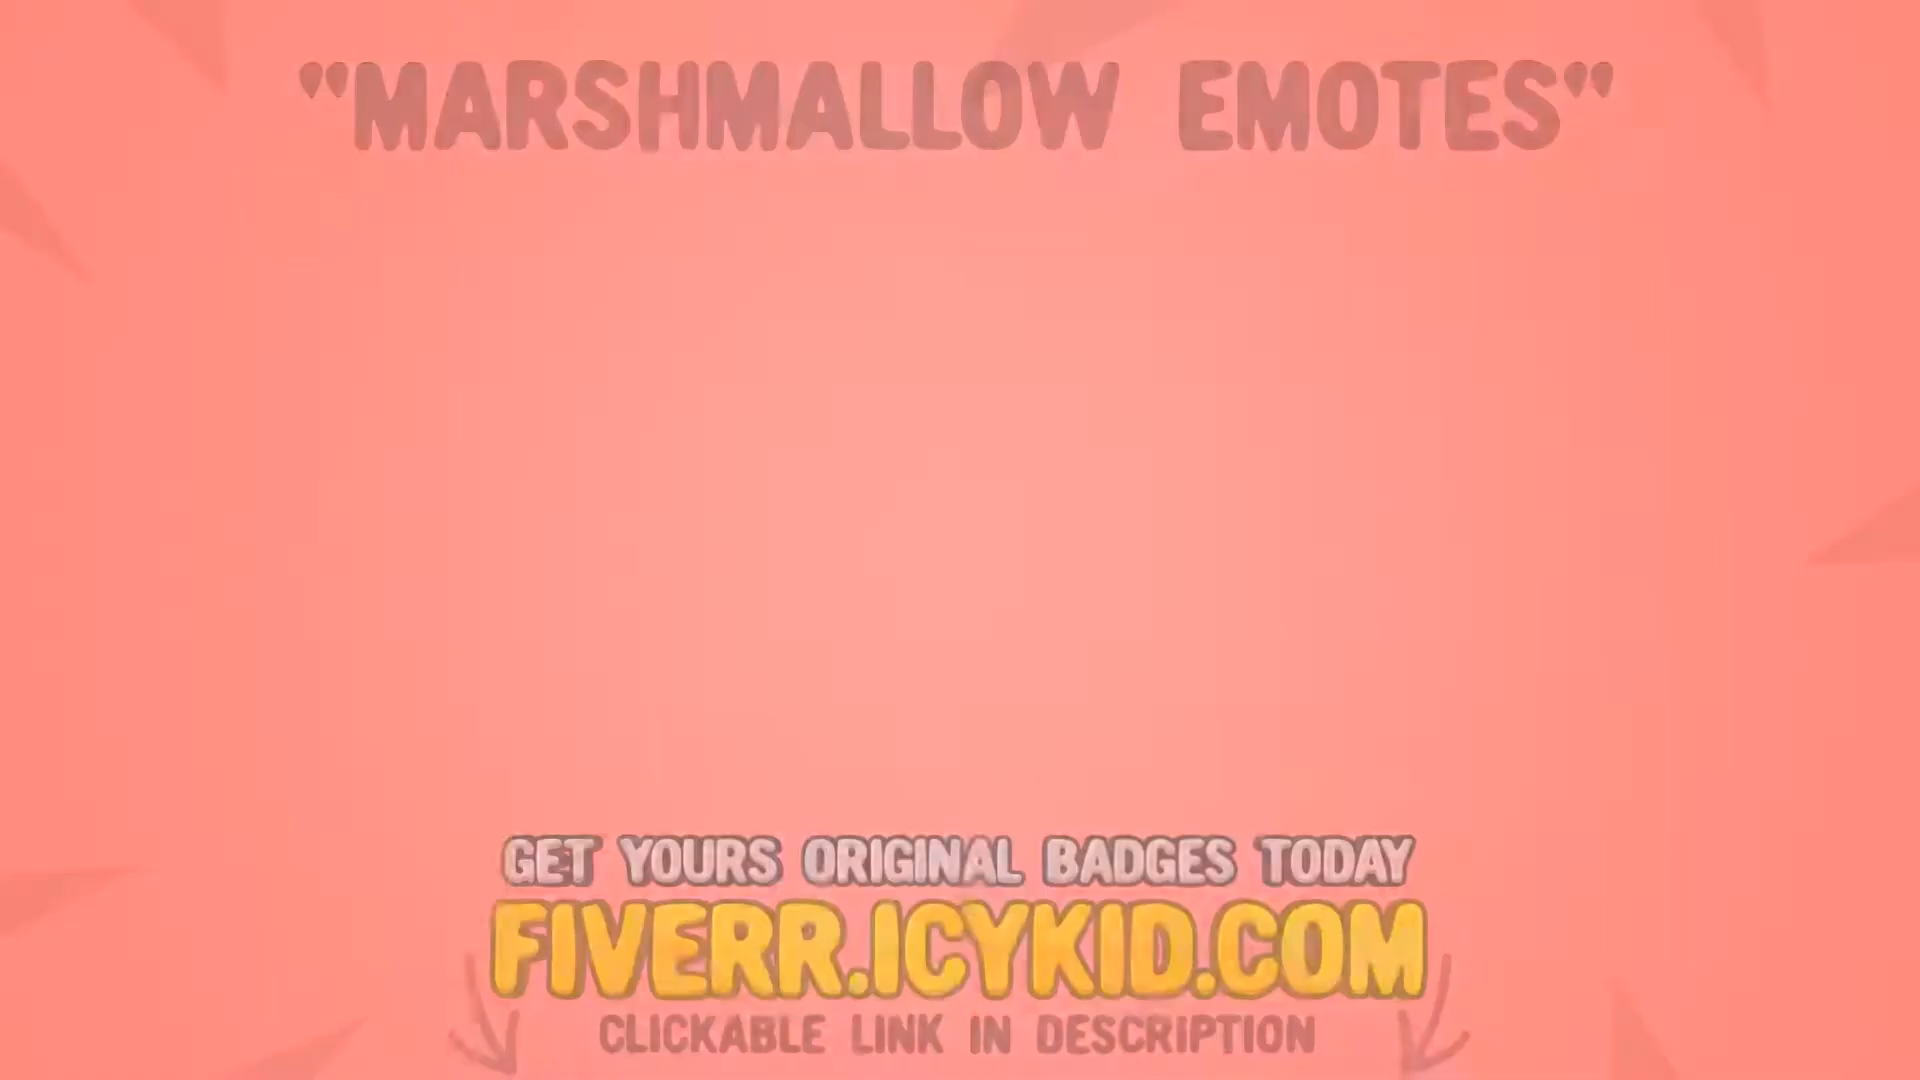 "MARSHMALLOW EMOTES"
GET YOURS ORIGINAL BADGES TODAY
FIVERR.ICYKID.COM
CLICKABLE LINK IN DESCRIPTION